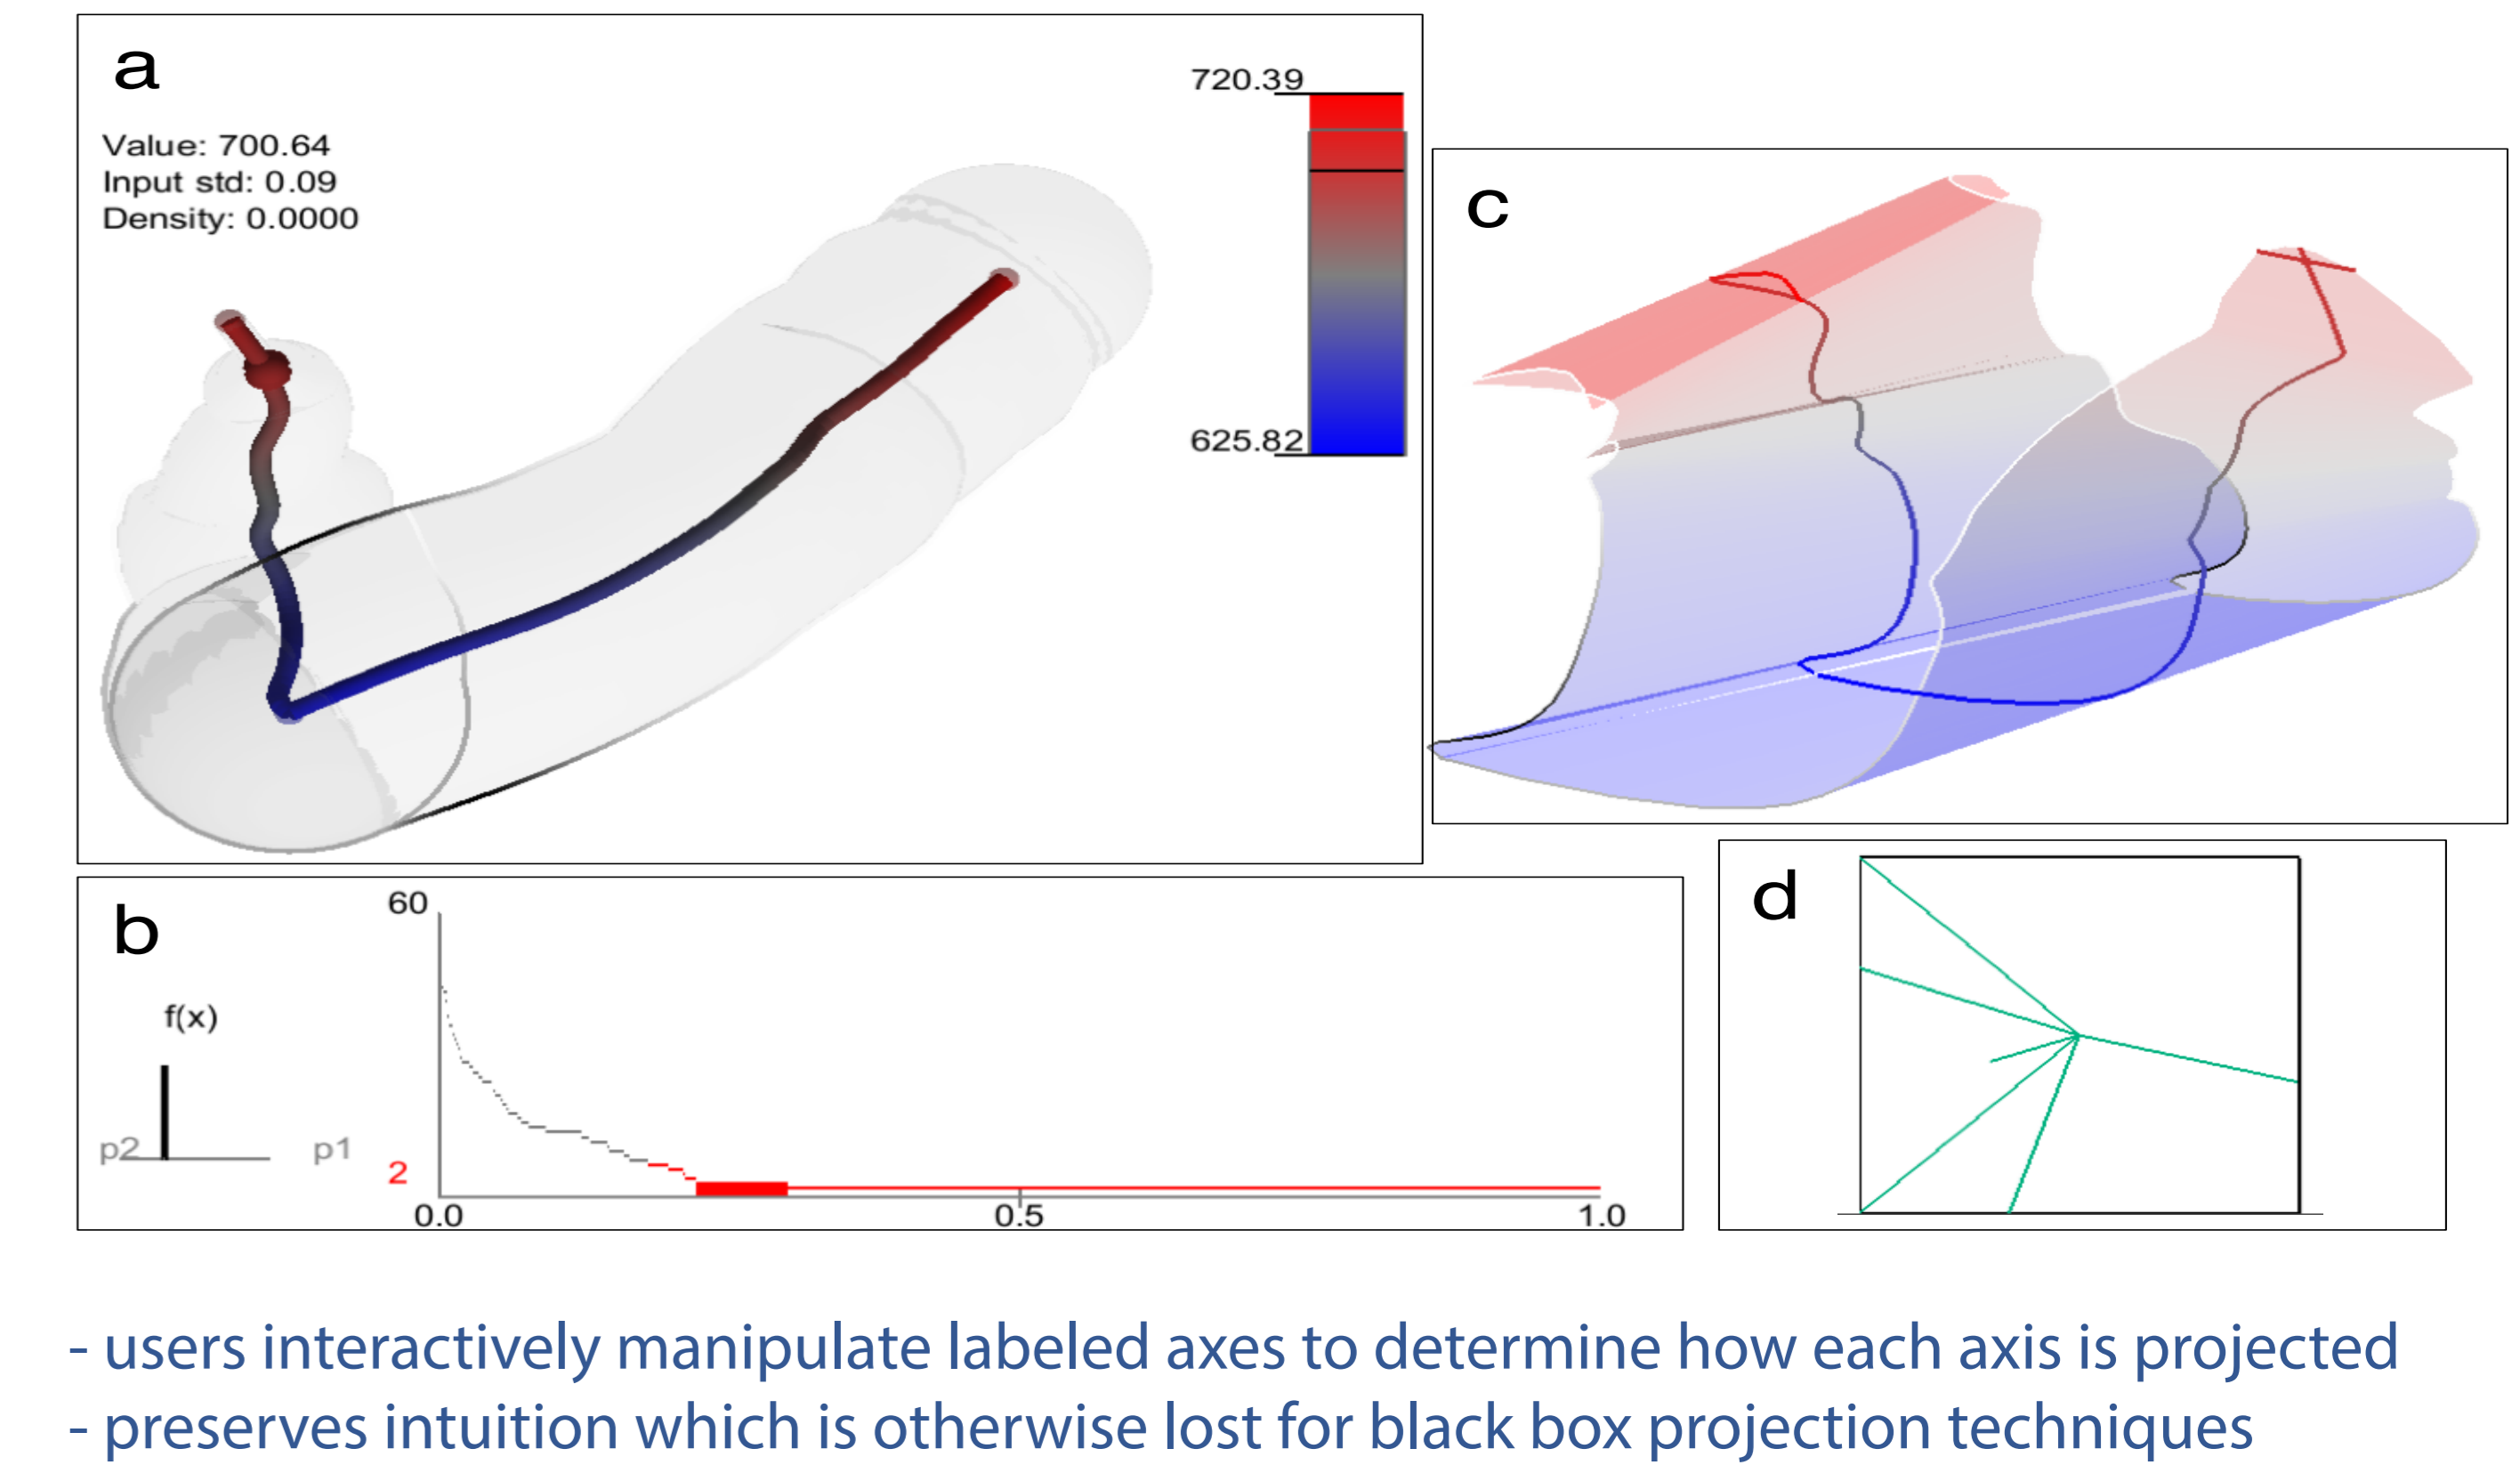 a
Value: 700.64
Input std: 0.09
Density: 0.0000
720.39
625.82
c
b
60
f(x)
p2
p1
2
0.0
0.5
1.0
d
- users interactively manipulate labeled axes to determine how each axis is projected
- preserves intuition which is otherwise lost for black box projection techniques